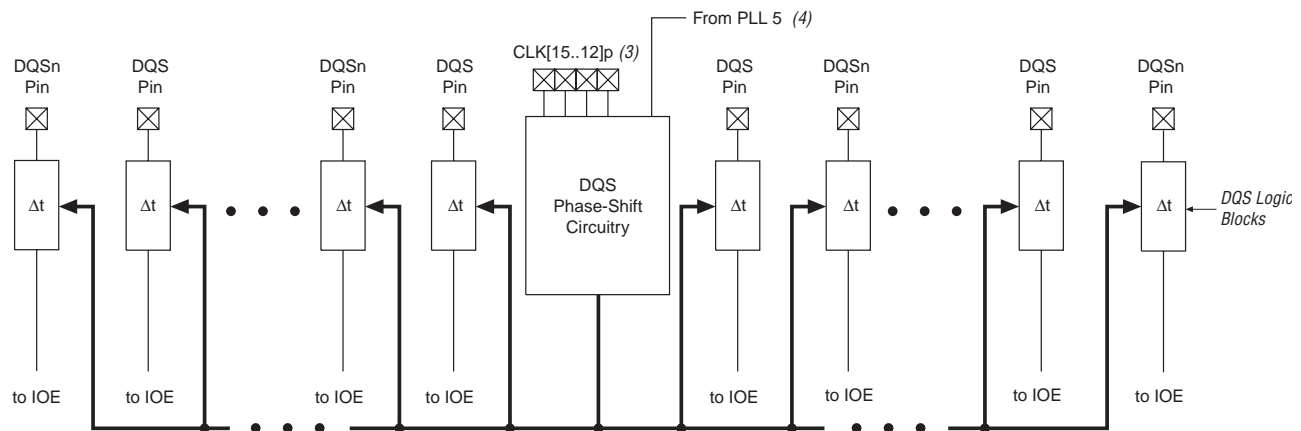 From PLL 5 (4)
CLK[15..12]p (3)
DQSn
Pin
DQS
Pin
DQSn
Pin
DQS
Pin
DQS
Pin
DQSn
Pin
DQS
Pin
DQSn
Pin
Δt
Δt
Δt
Δt
DQS
Phase-Shift
Circuitry
Δt
Δt
Δt
Δt
DQS Logic
Blocks
to IOE
to IOE
to IOE
to IOE
to IOE
to IOE
to IOE
to IOE